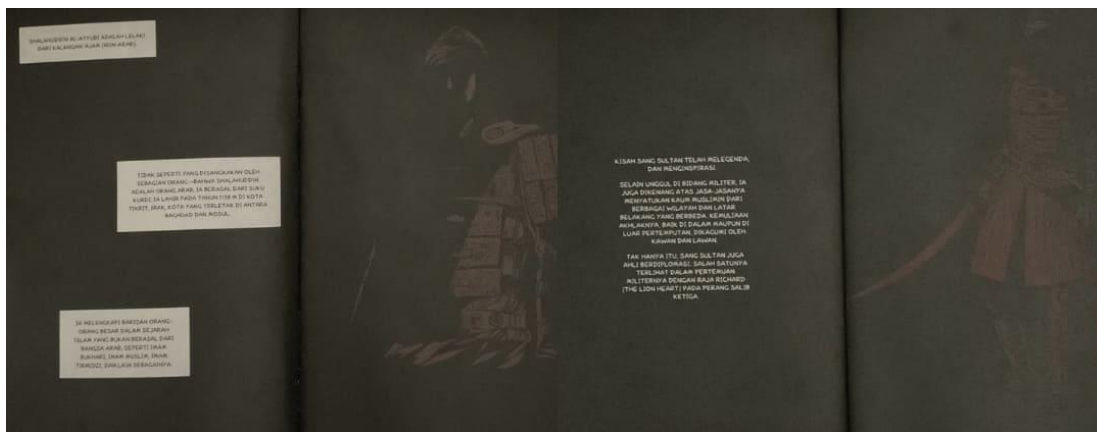 SHALAHUDDIN AL-AYYUBI ADALAH LELAKI
DARI KALANGAN AJAM (NON-ARAB).
TIDAK SEPERTI YANG DISANGKAKAN OLEH
SEBAGIAN ORANG —BAHWA SHALAHUDDIN
ADALAH ORANG ARAB. IA BERASAL DARI SUKU
KURDI. IA LAHIR PADA TAHUN 1138 M DI KOTA
TIKRIT, IRAK, KOTA YANG TERLETAK DI ANTARA
BAGHDAD DAN MOSUL.
IA MELENGKAPI BARISAN ORANG-
ORANG BESAR DALAM SEJARAH
ISLAM YANG BUKAN BERASAL DARI
BANGSA ARAB, SEPERTI IMAM
BUKHARI, IMAM MUSLIM, IMAM
TIRMIDZI, DAN LAIN SEBAGAINYA.
KISAH SANG SULTAN TELAH MELEGENDA,
DAN MENGINSPIRASI.
SELAIN UNGGUL DI BIDANG MILITER, IA
JUGA DIKENANG ATAS JASA-JASANYA
MENYATUKAN KAUM MUSLIMIN DARI
BERBAGAI WILAYAH DAN LATAR
BELAKANG YANG BERBEDA. KEMULIAAN
AKHLAKNYA, BAIK DI DALAM MAUPUN DI
LUAR PERTEMPUTAN, DIKAGUMI OLEH
KAWAN DAN LAWAN.
TAK HANYA ITU, SANG SULTAN JUGA
AHLI BERDIPLOMASI. SALAH SATUNYA
TERLIHAT DALAM PERTEMUAN
MILITERNYA DENGAN RAJA RICHARD
(THE LION HEART) PADA PERANG SALIB
KETIGA.